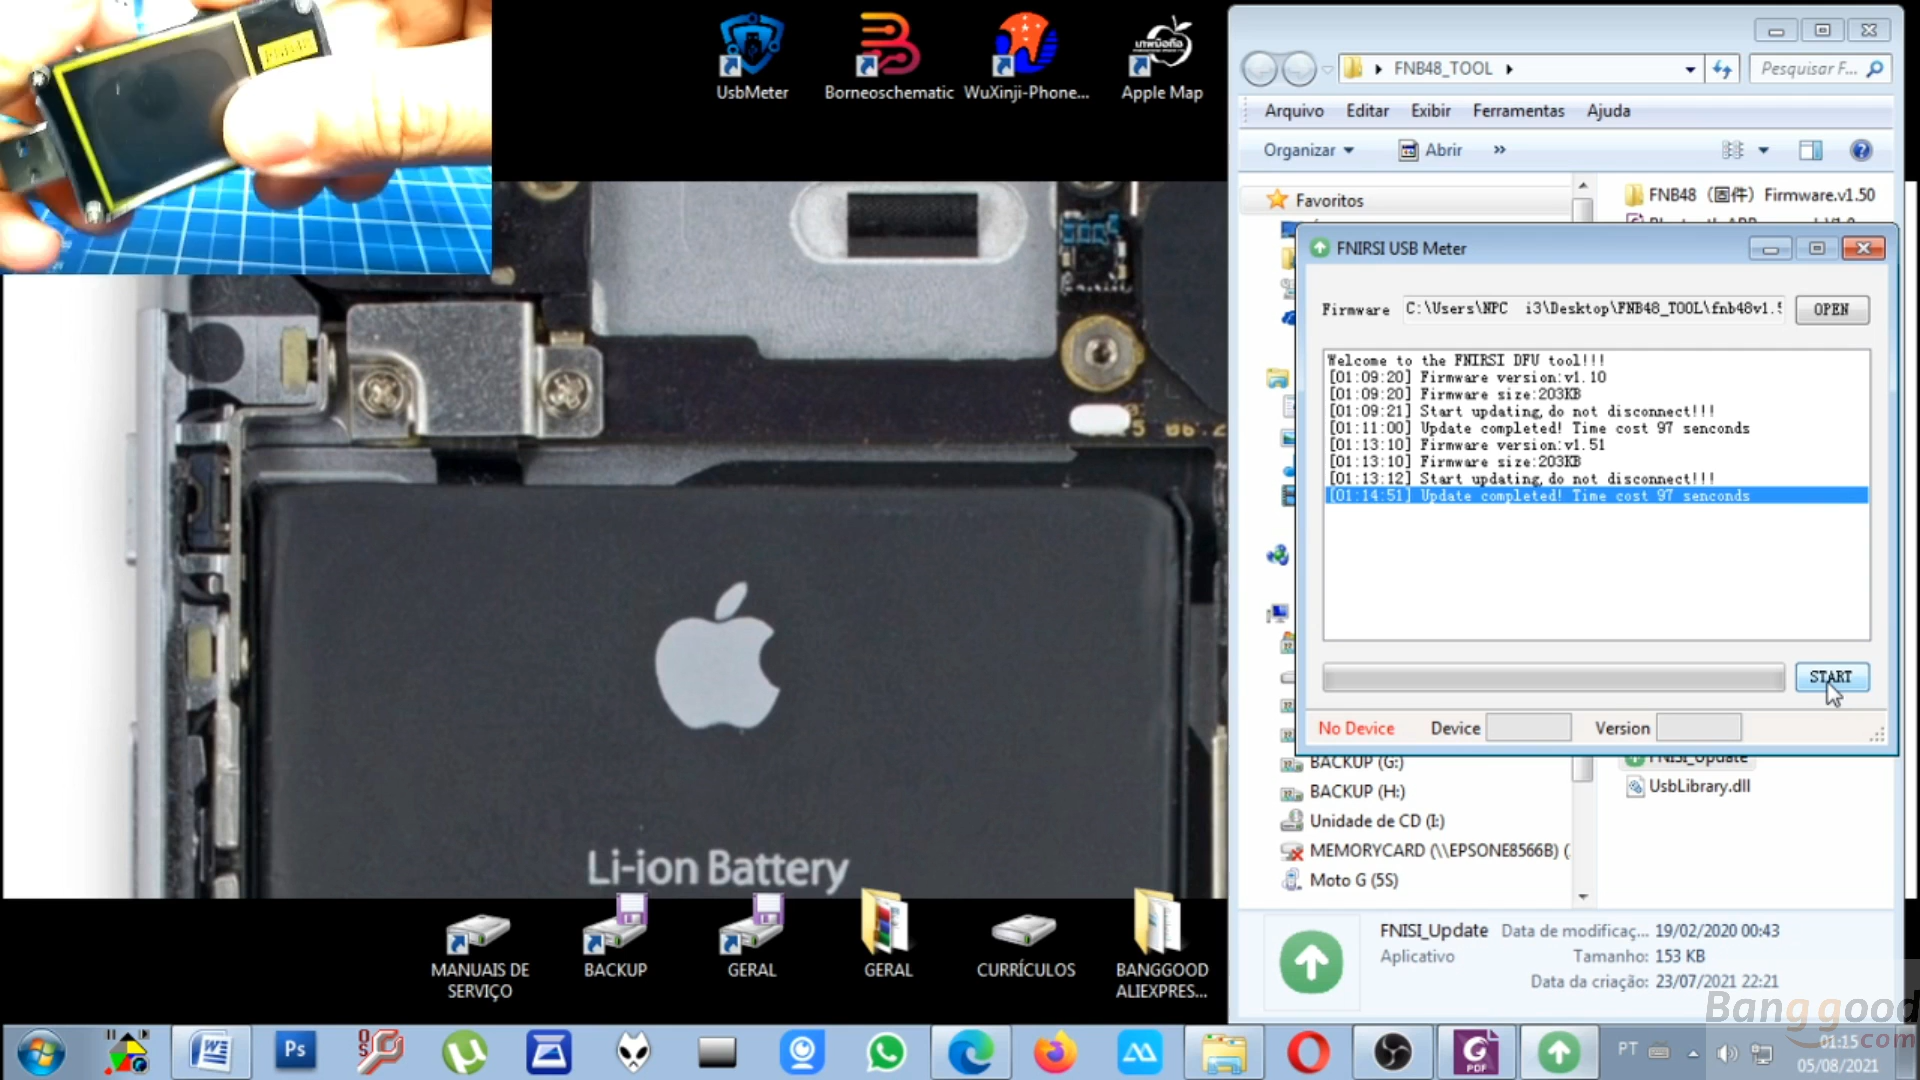 UsbMeter
Borneoschematic
WuXinji-Phone...
Apple Map
FNB48_TOOL
Pesquisar F...
Arquivo Editar Exibir Ferramentas Ajuda
Organizar Abrir »
Favoritos
FNB48（固件）Firmware.v1.50
FNIRSI USB Meter
Firmware C:\Users\NPC i3\Desktop\FNB48_TOOL\fnb48v1.5 OPEN
Welcome to the FNIRSI DFU tool!!!
[01:09:20] Firmware version:v1.10
[01:09:20] Firmware size:203KB
[01:09:21] Start updating,do not disconnect!!!
[01:11:00] Update completed! Time cost 97 senconds
[01:13:10] Firmware version:v1.51
[01:13:10] Firmware size:203KB
[01:13:12] Start updating,do not disconnect!!!
[01:14:51] Update completed! Time cost 97 senconds
START
No Device Device Version
FNISI_Update
BACKUP (G:)
UsbLibrary.dll
BACKUP (H:)
Unidade de CD (I:)
MEMORYCARD (\\EPSONE8566B) (.
Moto G (5S)
Li-ion Battery
FNISI_Update Data de modificaç... 19/02/2020 00:43
Aplicativo Tamanho: 153 KB
Data da criação: 23/07/2021 22:21
MANUAIS DE
SERVIÇO
BACKUP
GERAL
GERAL
CURRÍCULOS
BANGGOOD
ALIEXPRES...
Banggood
.com
Ps
PDF
PT
01:15
05/08/2021